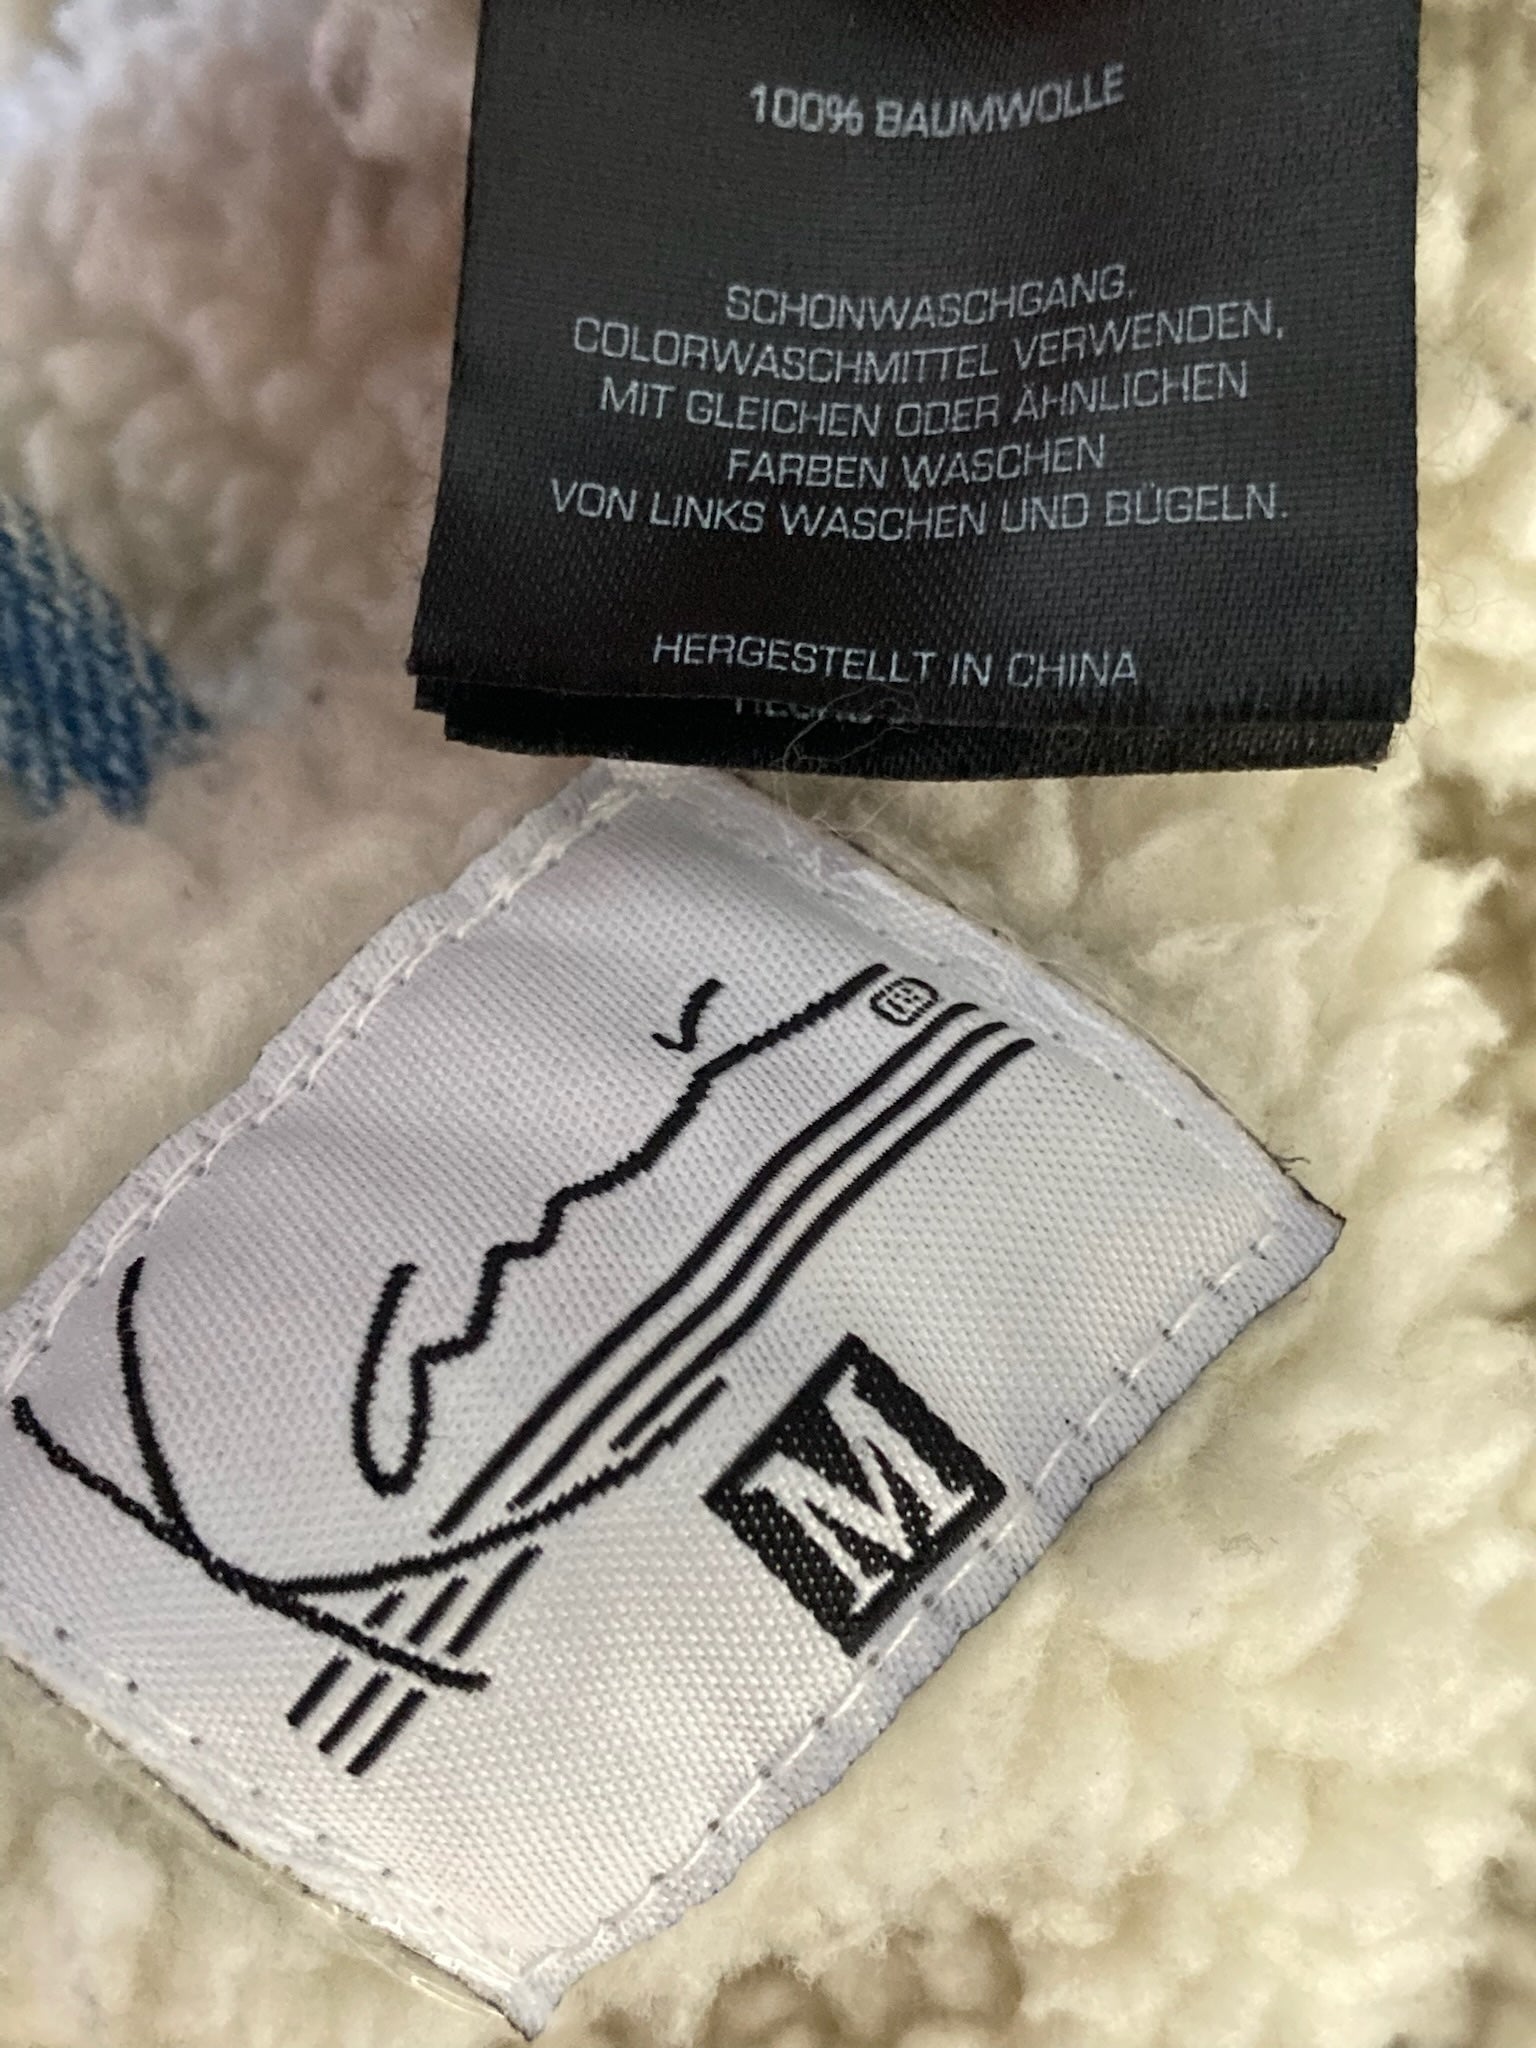 100% BAUMWOLLE
SCHONWASCHGANG,
COLORWASCHMITTEL VERWENDEN,
MIT GLEICHEN ODER ÄHNLICHEN
FARBEN WASCHEN
VON LINKS WASCHEN UND BÜGELN.
HERGESTELLT IN CHINA
®
M